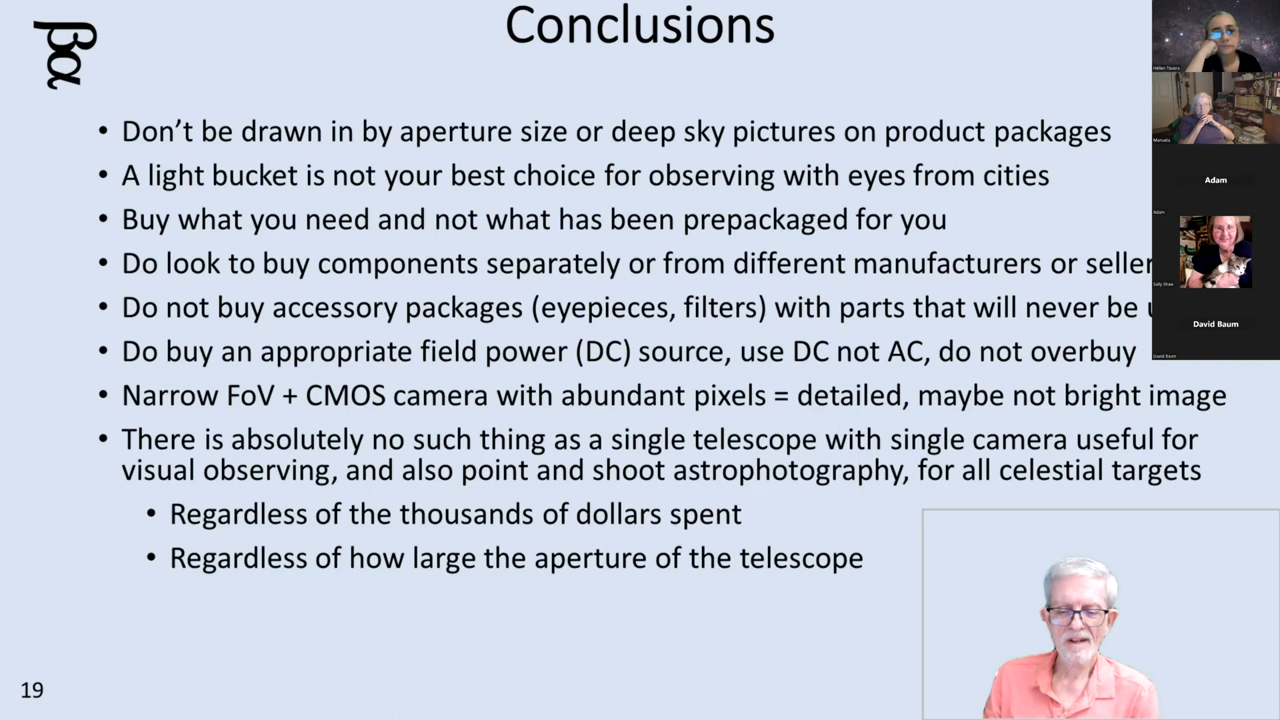 βα
Conclusions
• Don’t be drawn in by aperture size or deep sky pictures on product packages
• A light bucket is not your best choice for observing with eyes from cities
• Buy what you need and not what has been prepackaged for you
• Do look to buy components separately or from different manufacturers or seller
• Do not buy accessory packages (eyepieces, filters) with parts that will never be
• Do buy an appropriate field power (DC) source, use DC not AC, do not overbuy
• Narrow FoV + CMOS camera with abundant pixels = detailed, maybe not bright image
• There is absolutely no such thing as a single telescope with single camera useful for
visual observing, and also point and shoot astrophotography, for all celestial targets
• Regardless of the thousands of dollars spent
• Regardless of how large the aperture of the telescope
19
Manuela
Adam
Adam
Sally Shaw
David Baum
David Baum